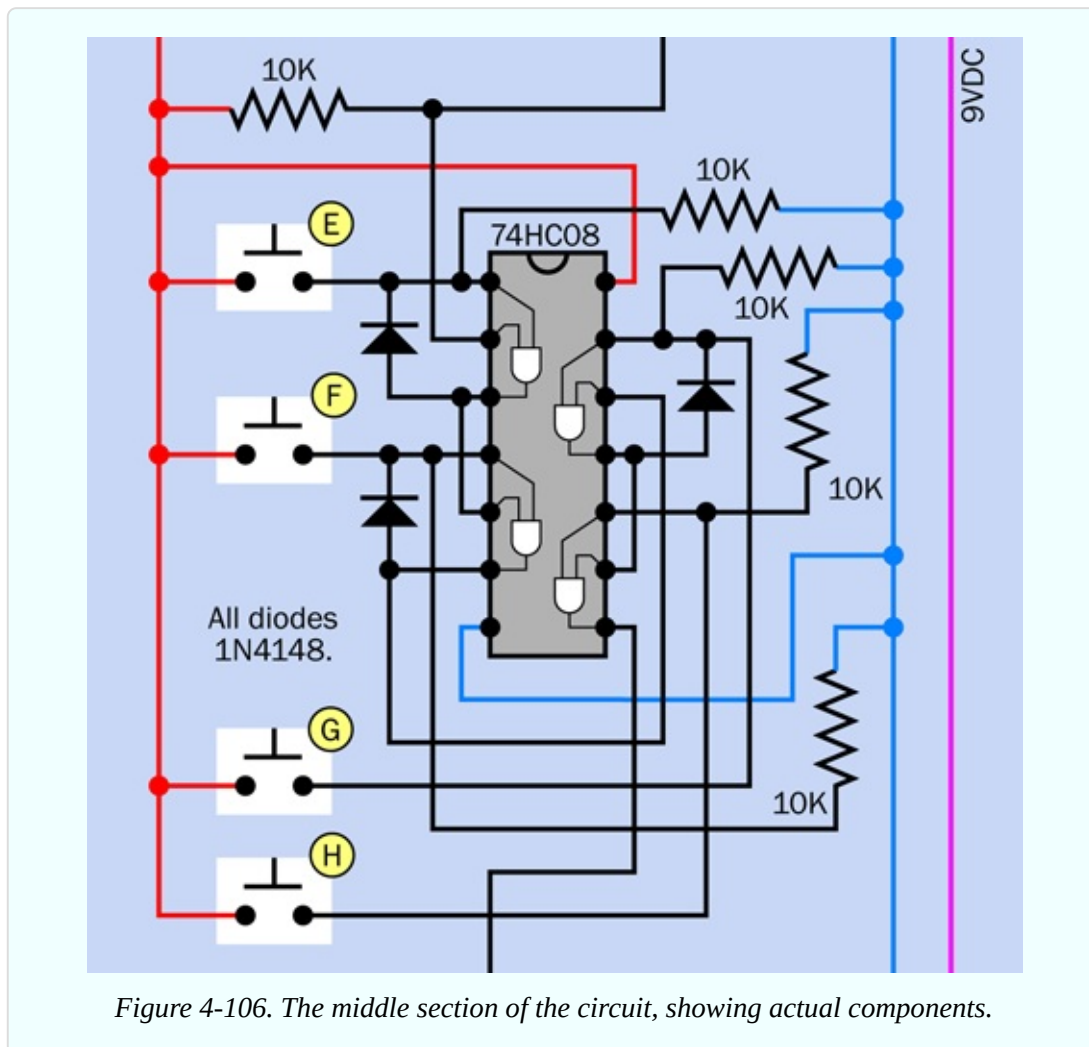 10K
9VDC
10K
E
74HC08
10K
F
10K
All diodes
1N4148.
G
10K
H
Figure 4-106. The middle section of the circuit, showing actual components.